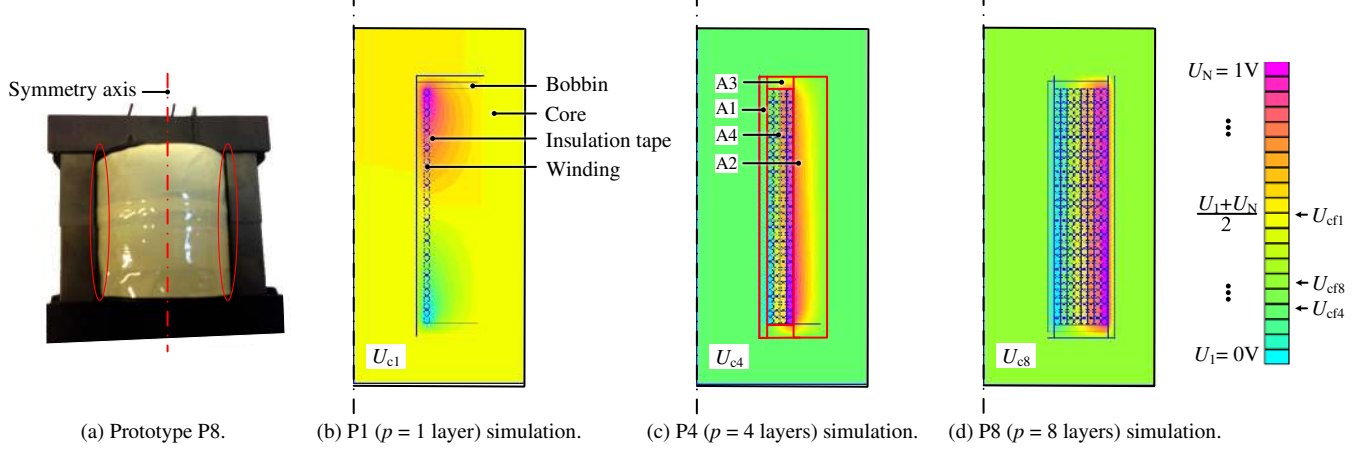 Symmetry axis
Bobbin
Core
Insulation tape
Winding
U_c1
A3
A1
A4
A2
U_c4
U_c8
U_N = 1V
U_1+U_N
2
U_1= 0V
U_cf1
U_cf8
U_cf4
(a) Prototype P8.
(b) P1 (p = 1 layer) simulation.
(c) P4 (p = 4 layers) simulation.
(d) P8 (p = 8 layers) simulation.